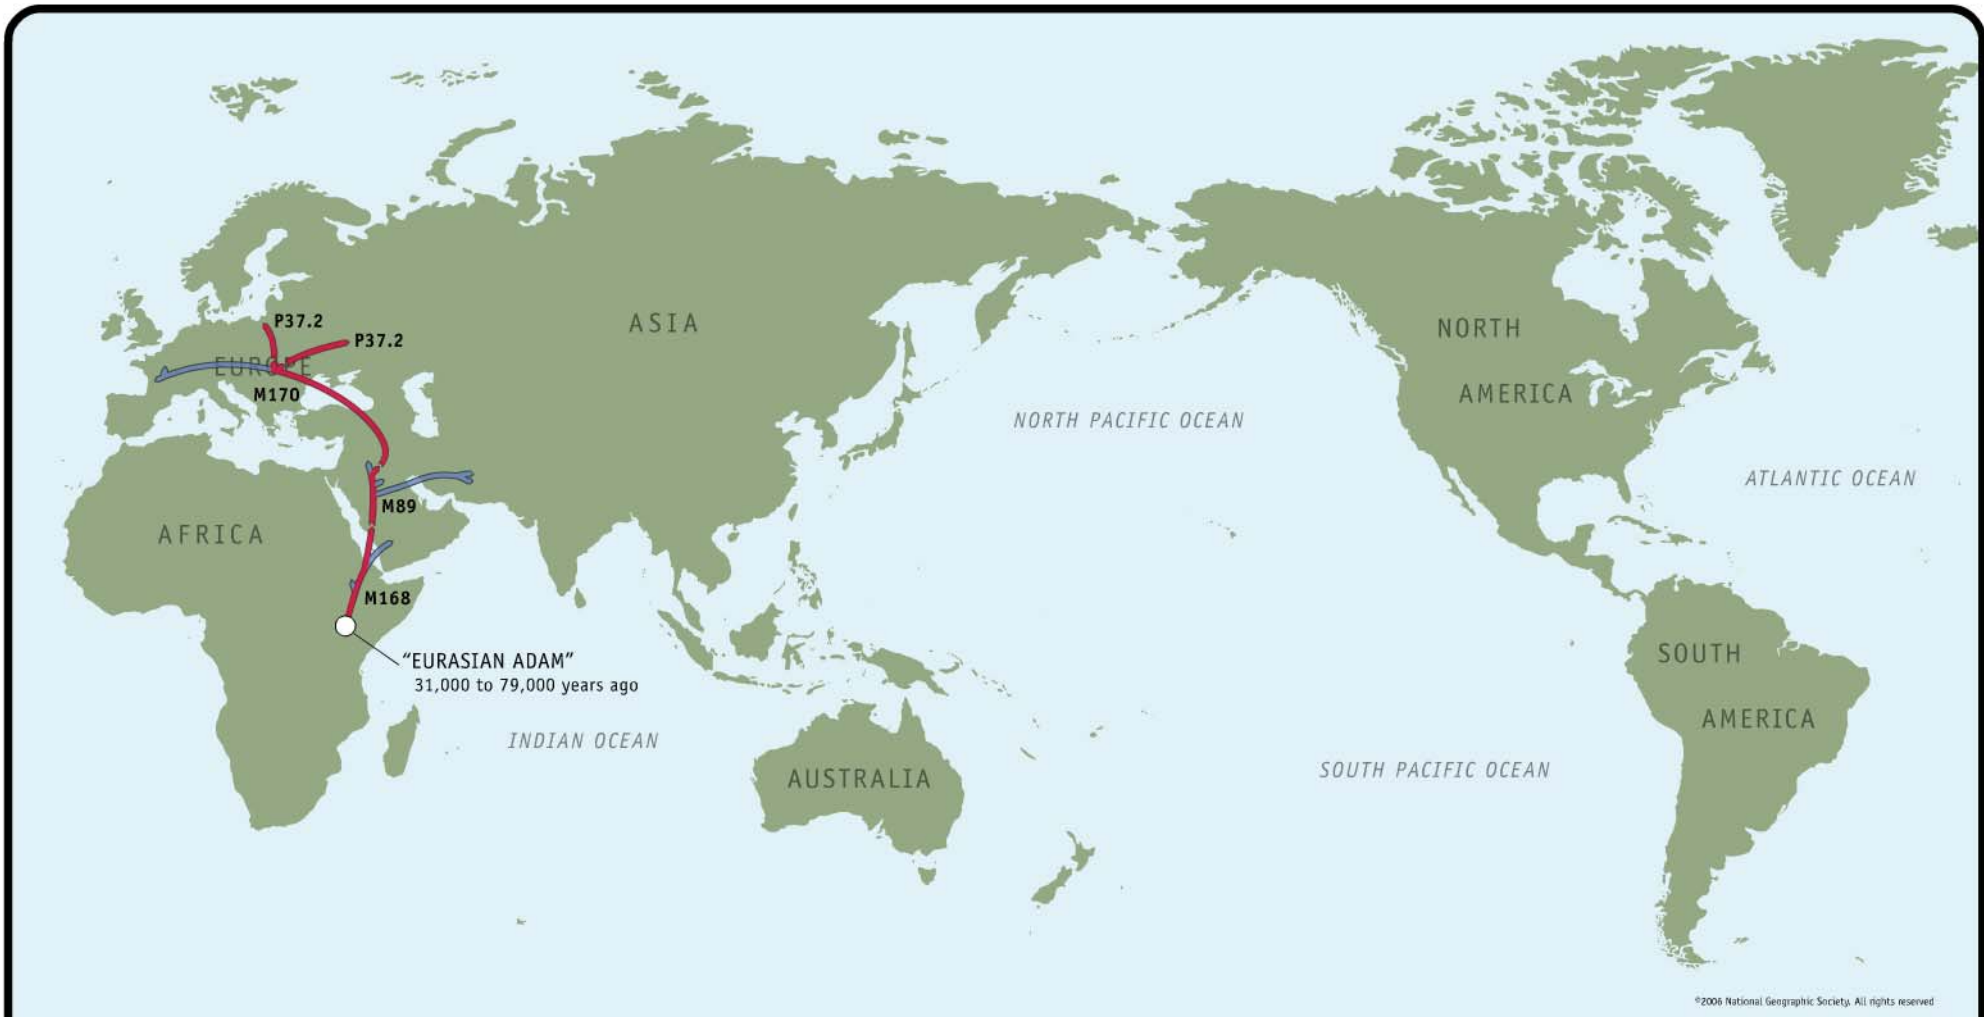 P37.2
P37.2
EUROPE
M170
ASIA
NORTH
AMERICA
NORTH PACIFIC OCEAN
ATLANTIC OCEAN
M89
AFRICA
M168
"EURASIAN ADAM"
31,000 to 79,000 years ago
INDIAN OCEAN
AUSTRALIA
SOUTH PACIFIC OCEAN
SOUTH
AMERICA
©2006 National Geographic Society. All rights reserved